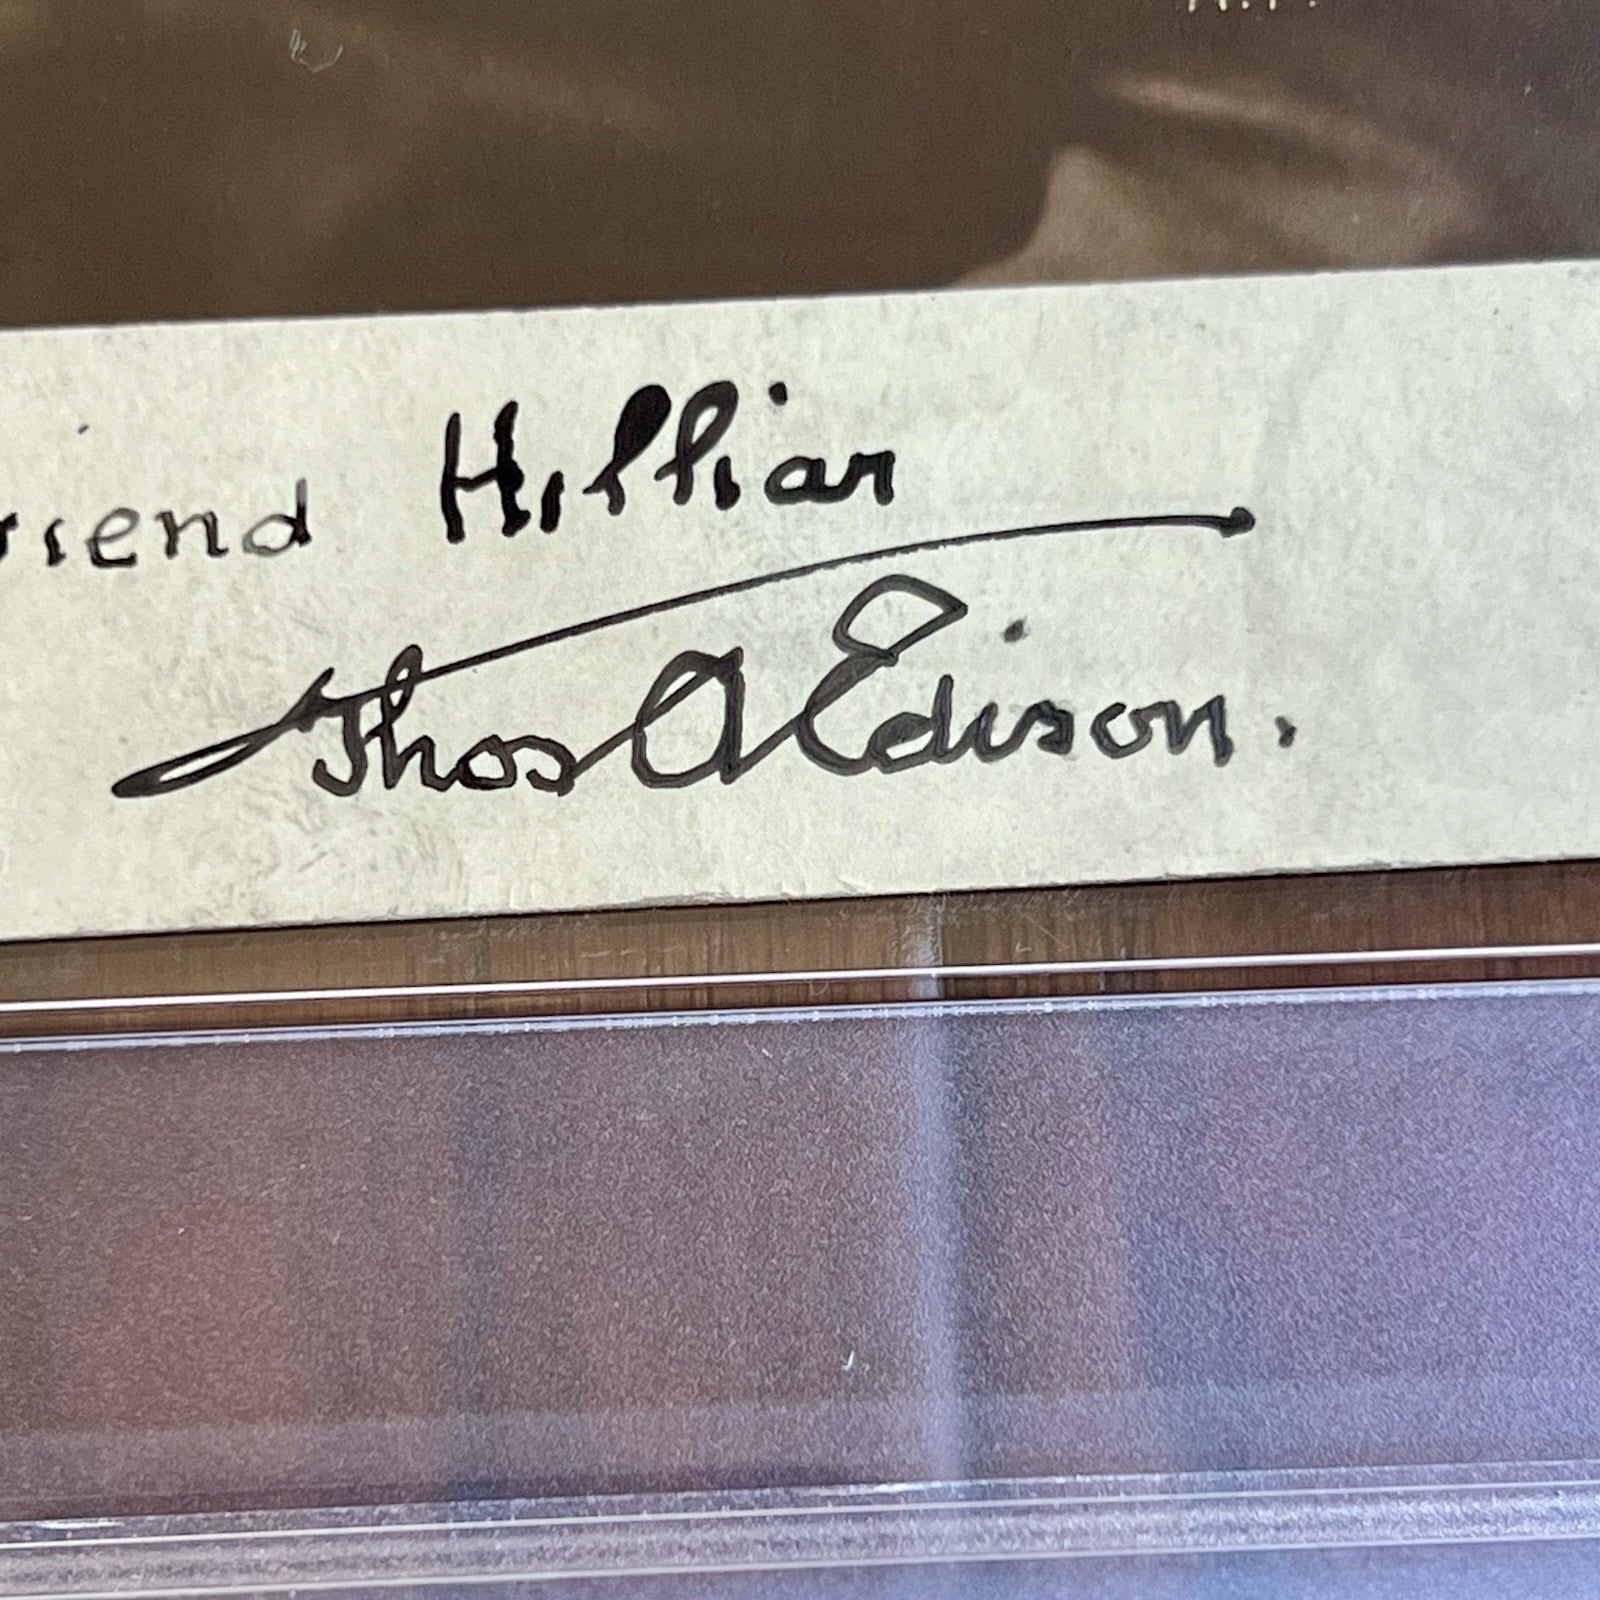 riend Hilliar
Thos A Edison.